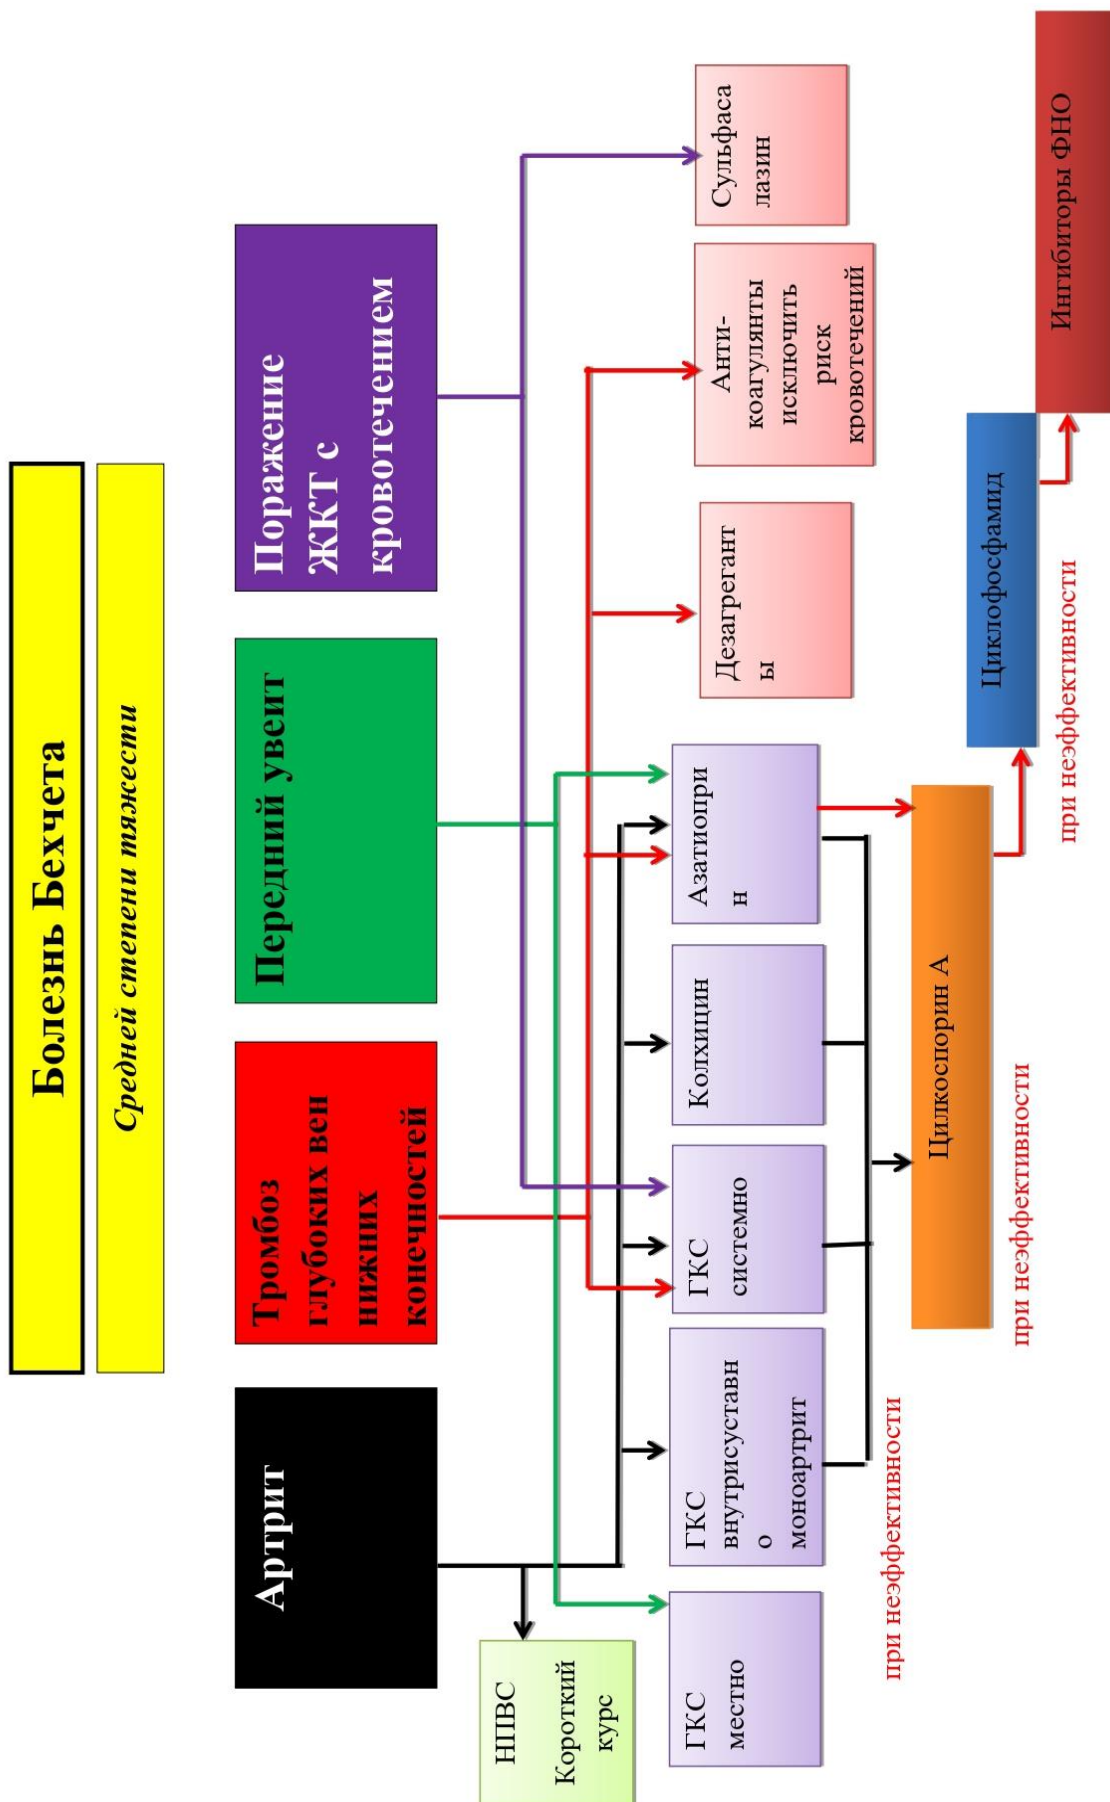 Болезнь Бехчета
Средней степени тяжести
Артрит
Тромбоз
глубоких вен
нижних
конечностей
Передний увеит
Поражение
ЖКТ с
кровотечением
НПВС
Короткий
курс
ГКС
местно
ГКС
внутрисуставн
о
моноартрит
ГКС
системно
Колхицин
Азатиопри
н
Дезагрегант
ы
Анти-
коагулянты
исключить
риск
кровотечений
Сульфаса
лазин
при неэффективности
Цилкоспорин А
при неэффективности
Циклофосфамид
при неэффективности
Ингибиторы ФНО